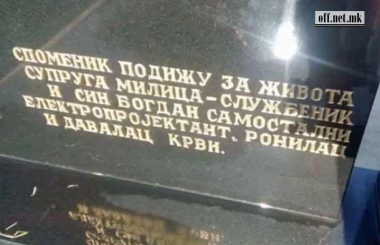 off.net.mk
СПОМЕНИК ПОДИЖУ ЗА ЖИВОТА
СУПРУГА МИЛИЦА-СЛУЖБЕНИК
И СИН БОГДАН САМОСТАЛНИ
ЕЛЕКТРОПРОЈЕКТАНТ, РОНИЛАЦ
И ДАВАЛАЦ КРВИ.